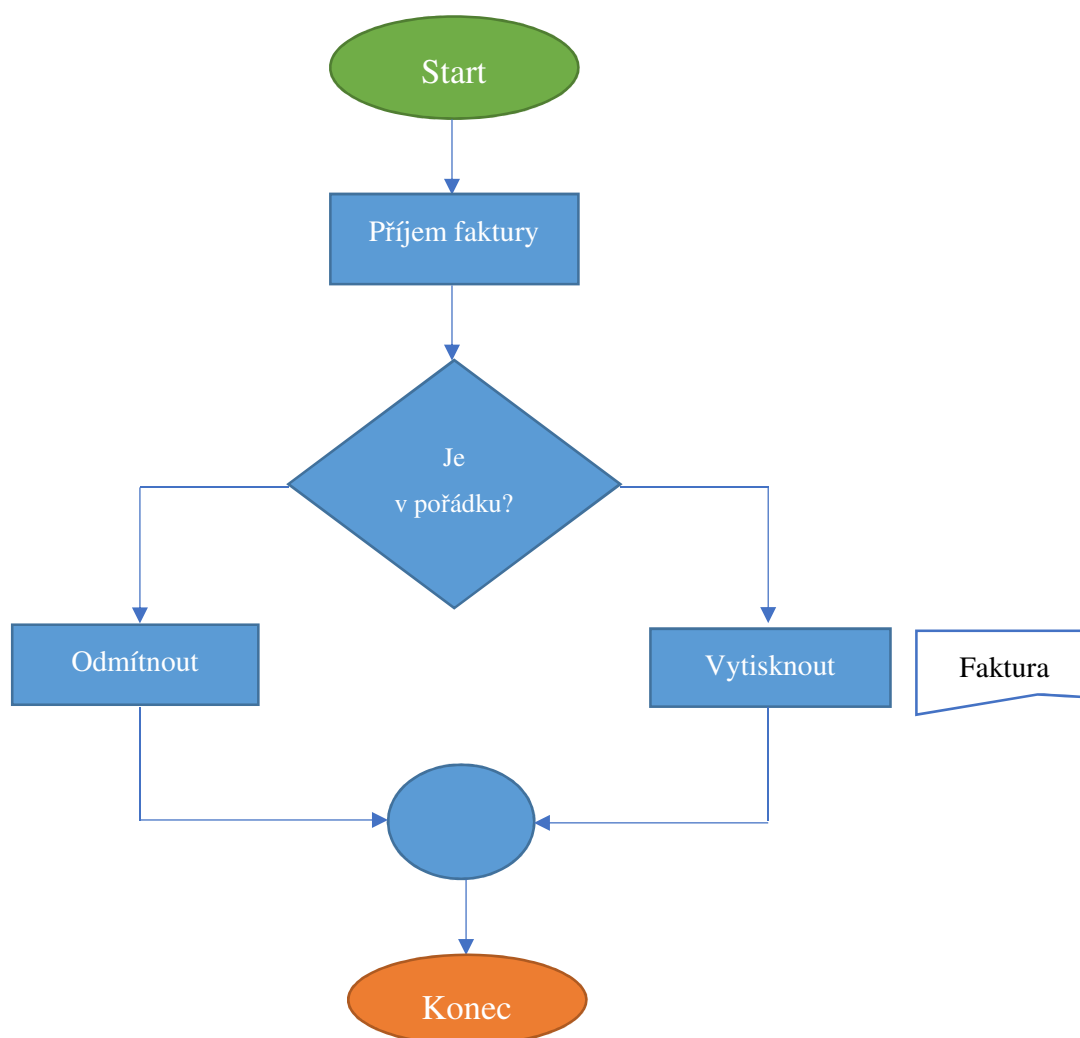 Start
Příjem faktury
Je
v pořádku?
Odmítnout
Vytisknout
Faktura
Konec